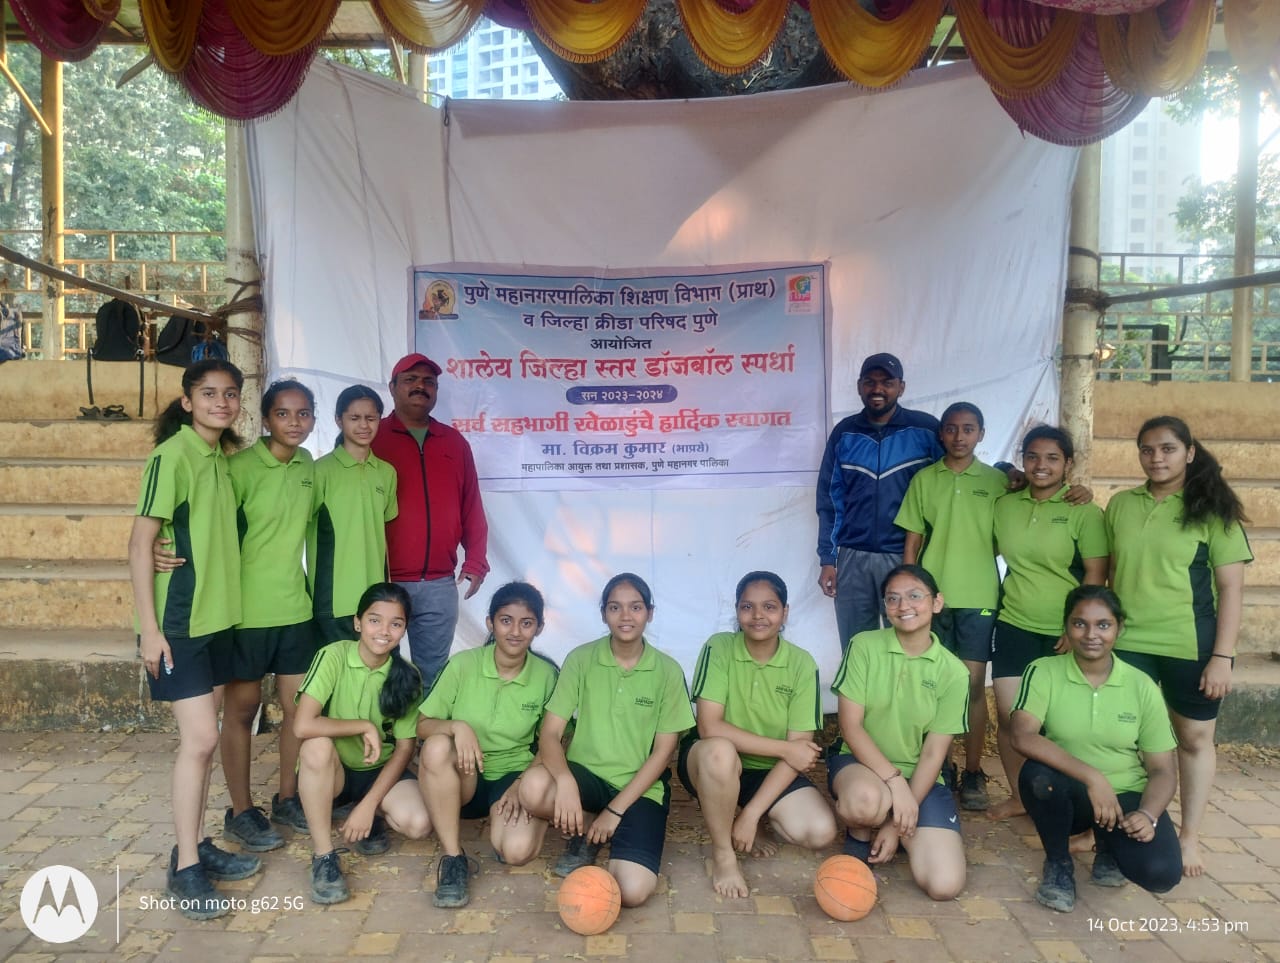 पुणे महानगरपालिका शिक्षण विभाग (प्राथ)
व जिल्हा क्रीडा परिषद पुणे
आयोजित
शालेय जिल्हा स्तर डॉजबॉल स्पर्धा
सन २०२३-२०२४
सर्व सहभागी खेळाडुंचे हार्दिक स्वागत
मा. विक्रम कुमार (भाप्रसे)
महापालिका आयुक्त तथा प्रशासक, पुणे महानगर पालिका
Shot on moto g62 5G
14 Oct 2023, 4:53 pm